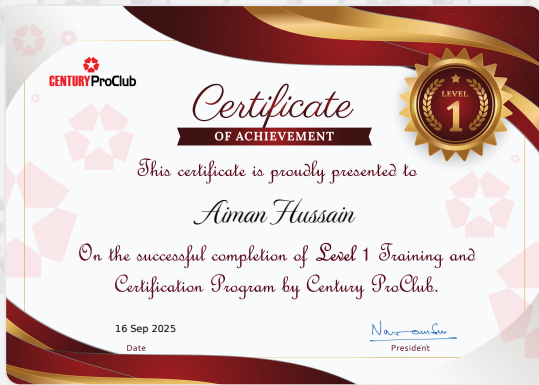 CENTURY ProClub
Certificate
OF ACHIEVEMENT
LEVEL
1
This certificate is proudly presented to
Aiman Hussain
On the successful completion of Level 1 Training and
Certification Program by Century ProClub.
16 Sep 2025
Date
President